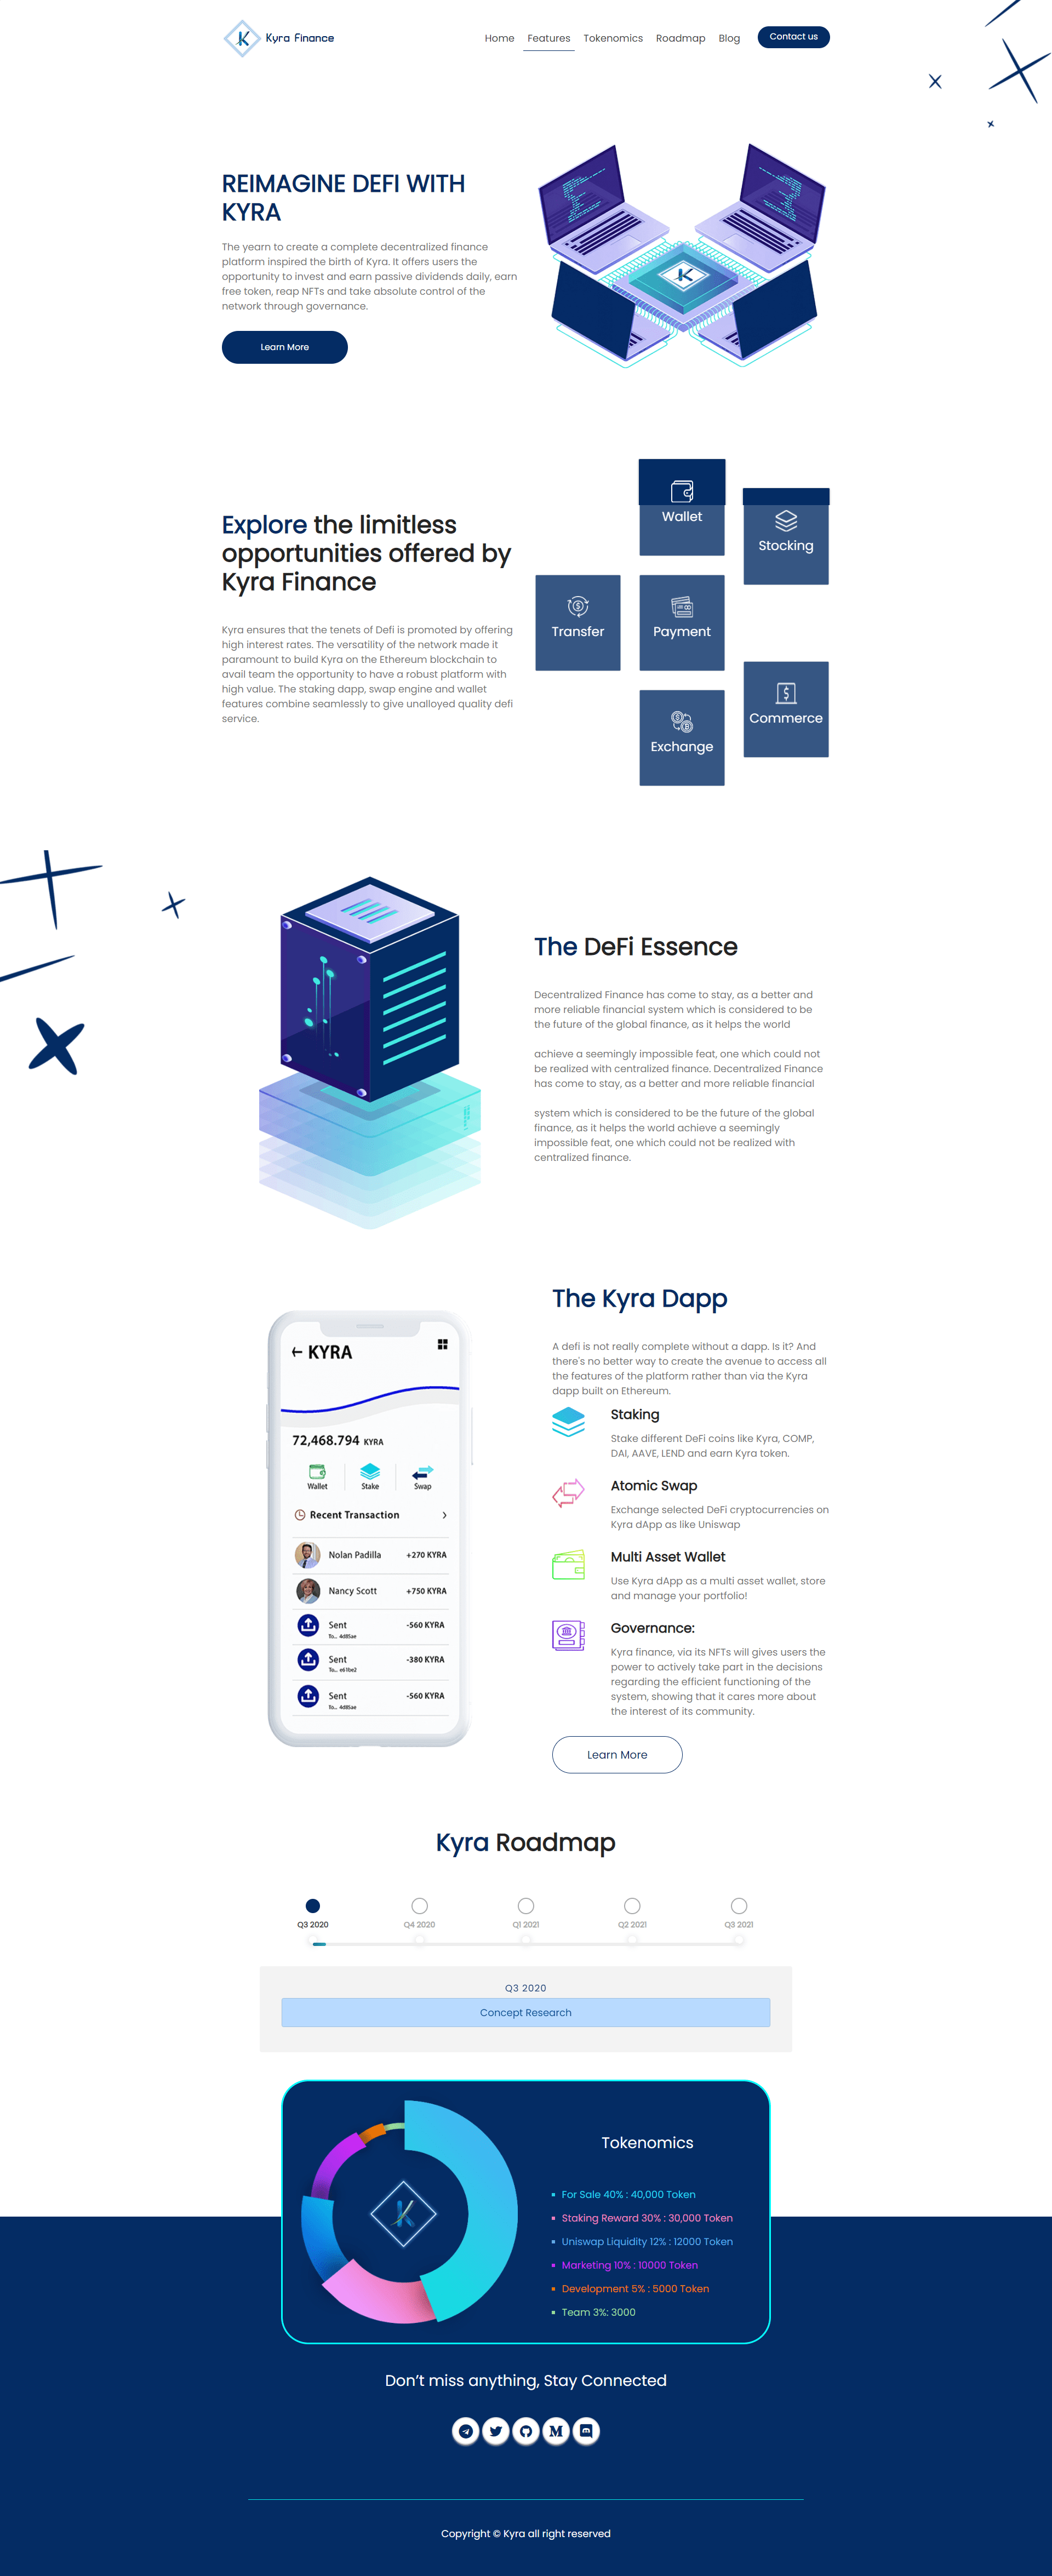 Kyra Finance
Home Features Tokenomics Roadmap Blog Contact us
REIMAGINE DEFI WITH
KYRA
The yearn to create a complete decentralized finance
platform inspired the birth of Kyra. It offers users the
opportunity to invest and earn passive dividends daily, earn
free token, reap NFTs and take absolute control of the
network through governance.
Learn More
Explore the limitless
opportunities offered by
Kyra Finance
Kyra ensures that the tenets of Defi is promoted by offering
high interest rates. The versatility of the network made it
paramount to build Kyra on the Ethereum blockchain to
avail team the opportunity to have a robust platform with
high value. The staking dapp, swap engine and wallet
features combine seamlessly to give unalloyed quality defi
service.
Wallet
Stocking
Transfer
Payment
Commerce
Exchange
The DeFi Essence
Decentralized Finance has come to stay, as a better and
more reliable financial system which is considered to be
the future of the global finance, as it helps the world
achieve a seemingly impossible feat, one which could not
be realized with centralized finance. Decentralized Finance
has come to stay, as a better and more reliable financial
system which is considered to be the future of the global
finance, as it helps the world achieve a seemingly
impossible feat, one which could not be realized with
centralized finance.
KYRA
72,468.794 KYRA
Wallet Stake Swap
Recent Transaction
Nolan Padilla +270 KYRA
Nancy Scott +750 KYRA
Sent -560 KYRA
To... 4d85ae
Sent -380 KYRA
To... e61be2
Sent -560 KYRA
To... 4d85ae
The Kyra Dapp
A defi is not really complete without a dapp. Is it? And
there's no better way to create the avenue to access all
the features of the platform rather than via the Kyra
dapp built on Ethereum.
Staking
Stake different DeFi coins like Kyra, COMP,
DAI, AAVE, LEND and earn Kyra token.
Atomic Swap
Exchange selected DeFi cryptocurrencies on
Kyra dApp as like Uniswap
Multi Asset Wallet
Use Kyra dApp as a multi asset wallet, store
and manage your portfolio!
Governance:
Kyra finance, via its NFTs will gives users the
power to actively take part in the decisions
regarding the efficient functioning of the
system, showing that it cares more about
the interest of its community.
Learn More
Kyra Roadmap
Q3 2020 Q4 2020 Q1 2021 Q2 2021 Q3 2021
Q3 2020
Concept Research
Tokenomics
For Sale 40% : 40,000 Token
Staking Reward 30% : 30,000 Token
Uniswap Liquidity 12% : 12000 Token
Marketing 10% : 10000 Token
Development 5% : 5000 Token
Team 3%: 3000
Don't miss anything, Stay Connected
Copyright © Kyra all right reserved